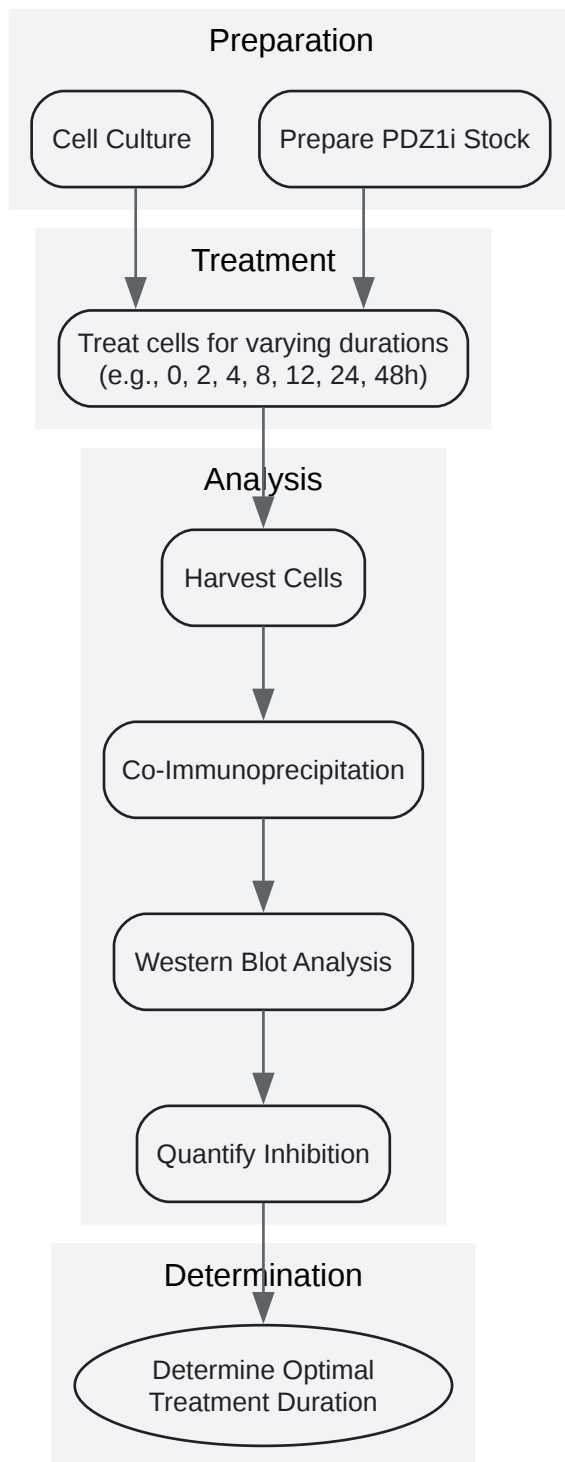 Preparation
Cell Culture
Prepare PDZ1i Stock
Treatment
Treat cells for varying durations
(e.g., 0, 2, 4, 8, 12, 24, 48h)
Analysis
Harvest Cells
Co-Immunoprecipitation
Western Blot Analysis
Quantify Inhibition
Determination
Determine Optimal
Treatment Duration